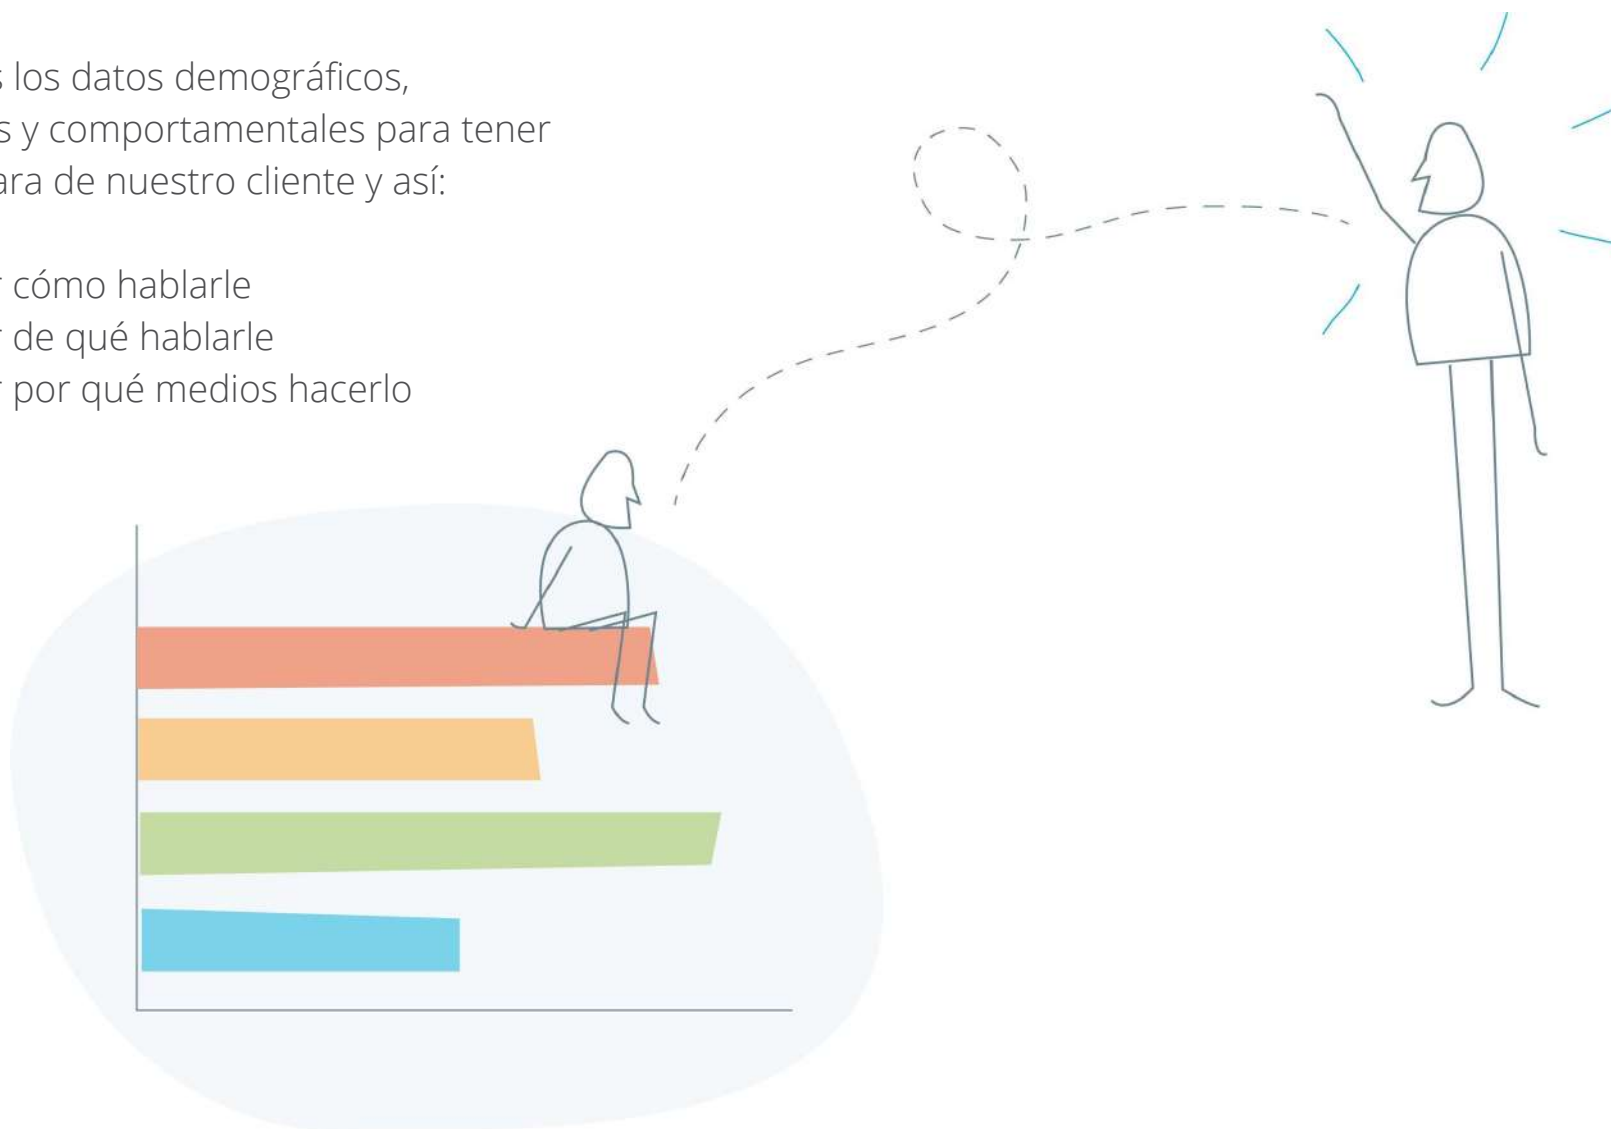 s los datos demográficos,
s y comportamentales para tener
ara de nuestro cliente y así:
r cómo hablarle
r de qué hablarle
r por qué medios hacerlo